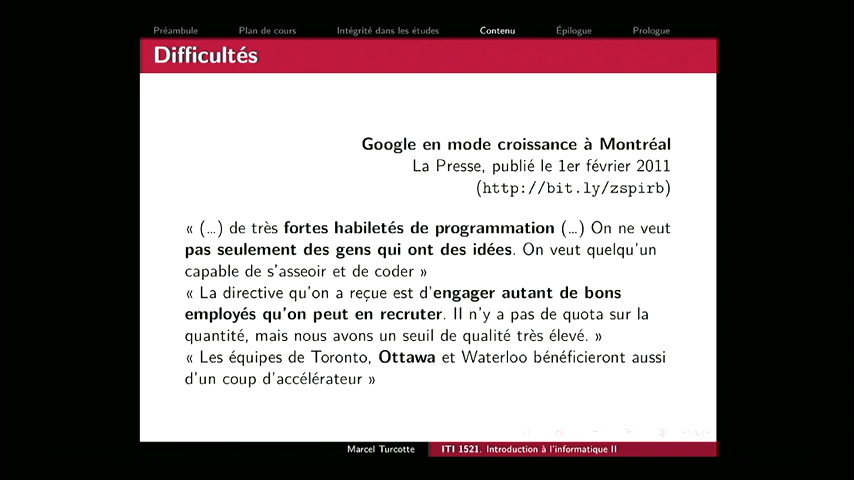 Préambule Plan de cours Intégrité dans les études Contenu Épilogue Prologue
Difficultés
Google en mode croissance à Montréal
La Presse, publié le 1er février 2011
(http://bit.ly/zspirb)
« (...) de très fortes habiletés de programmation (...) On ne veut
pas seulement des gens qui ont des idées. On veut quelqu'un
capable de s'asseoir et de coder »
« La directive qu'on a reçue est d'engager autant de bons
employés qu'on peut en recruter. Il n'y a pas de quota sur la
quantité, mais nous avons un seuil de qualité très élevé. »
« Les équipes de Toronto, Ottawa et Waterloo bénéficieront aussi
d'un coup d'accélérateur »
Marcel Turcotte ITI 1521. Introduction à l'informatique II